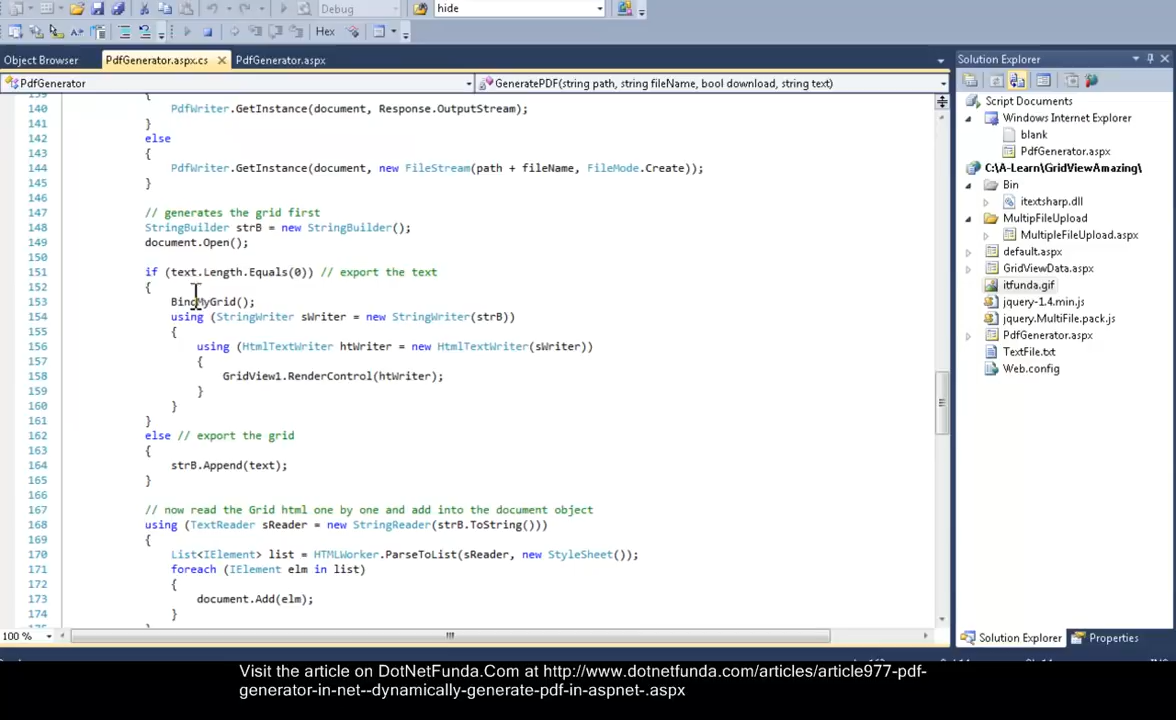 Debug
hide
Hex
Object Browser
PdfGenerator.aspx.cs
PdfGenerator.aspx
Solution Explorer
PdfGenerator
GeneratePDF(string path, string fileName, bool download, string text)
139 {
140 PdfWriter.GetInstance(document, Response.OutputStream);
141 }
142 else
143 {
144 PdfWriter.GetInstance(document, new FileStream(path + fileName, FileMode.Create));
145 }
146
147 // generates the grid first
148 StringBuilder strB = new StringBuilder();
149 document.Open();
150
151 if (text.Length.Equals(0)) // export the text
152 {
153 BindMyGrid();
154 using (StringWriter sWriter = new StringWriter(strB))
155 {
156 using (HtmlTextWriter htWriter = new HtmlTextWriter(sWriter))
157 {
158 GridView1.RenderControl(htWriter);
159 }
160 }
161 }
162 else // export the grid
163 {
164 strB.Append(text);
165 }
166
167 // now read the Grid html one by one and add into the document object
168 using (TextReader sReader = new StringReader(strB.ToString()))
169 {
170 List<IElement> list = HTMLWorker.ParseToList(sReader, new StyleSheet());
171 foreach (IElement elm in list)
172 {
173 document.Add(elm);
174 }
Script Documents
Windows Internet Explorer
blank
PdfGenerator.aspx
C:\A-Learn\GridViewAmazing\
Bin
itextsharp.dll
MultipFileUpload
MultipleFileUpload.aspx
default.aspx
GridViewData.aspx
itfunda.gif
jquery-1.4.min.js
jquery.MultiFile.pack.js
PdfGenerator.aspx
TextFile.txt
Web.config
100 %
Solution Explorer
Properties
Visit the article on DotNetFunda.Com at http://www.dotnetfunda.com/articles/article977-pdf-
generator-in-net--dynamically-generate-pdf-in-aspnet-.aspx